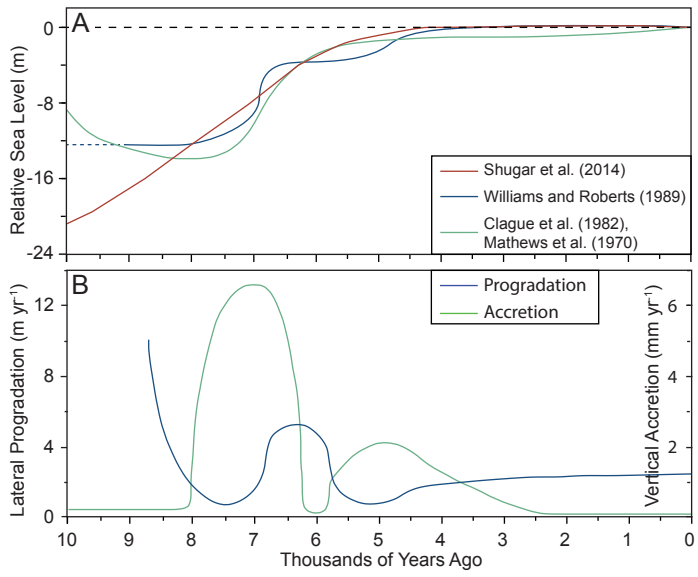 A
Relative Sea Level (m)
0
-8
-16
-24
Shugar et al. (2014)
Williams and Roberts (1989)
Clague et al. (1982),
Mathews et al. (1970)
B
Lateral Progradation (m yr⁻¹)
12
8
4
0
Progradation
Accretion
Vertical Accretion (mm yr⁻¹)
6
4
2
0
10 9 8 7 6 5 4 3 2 1 0
Thousands of Years Ago